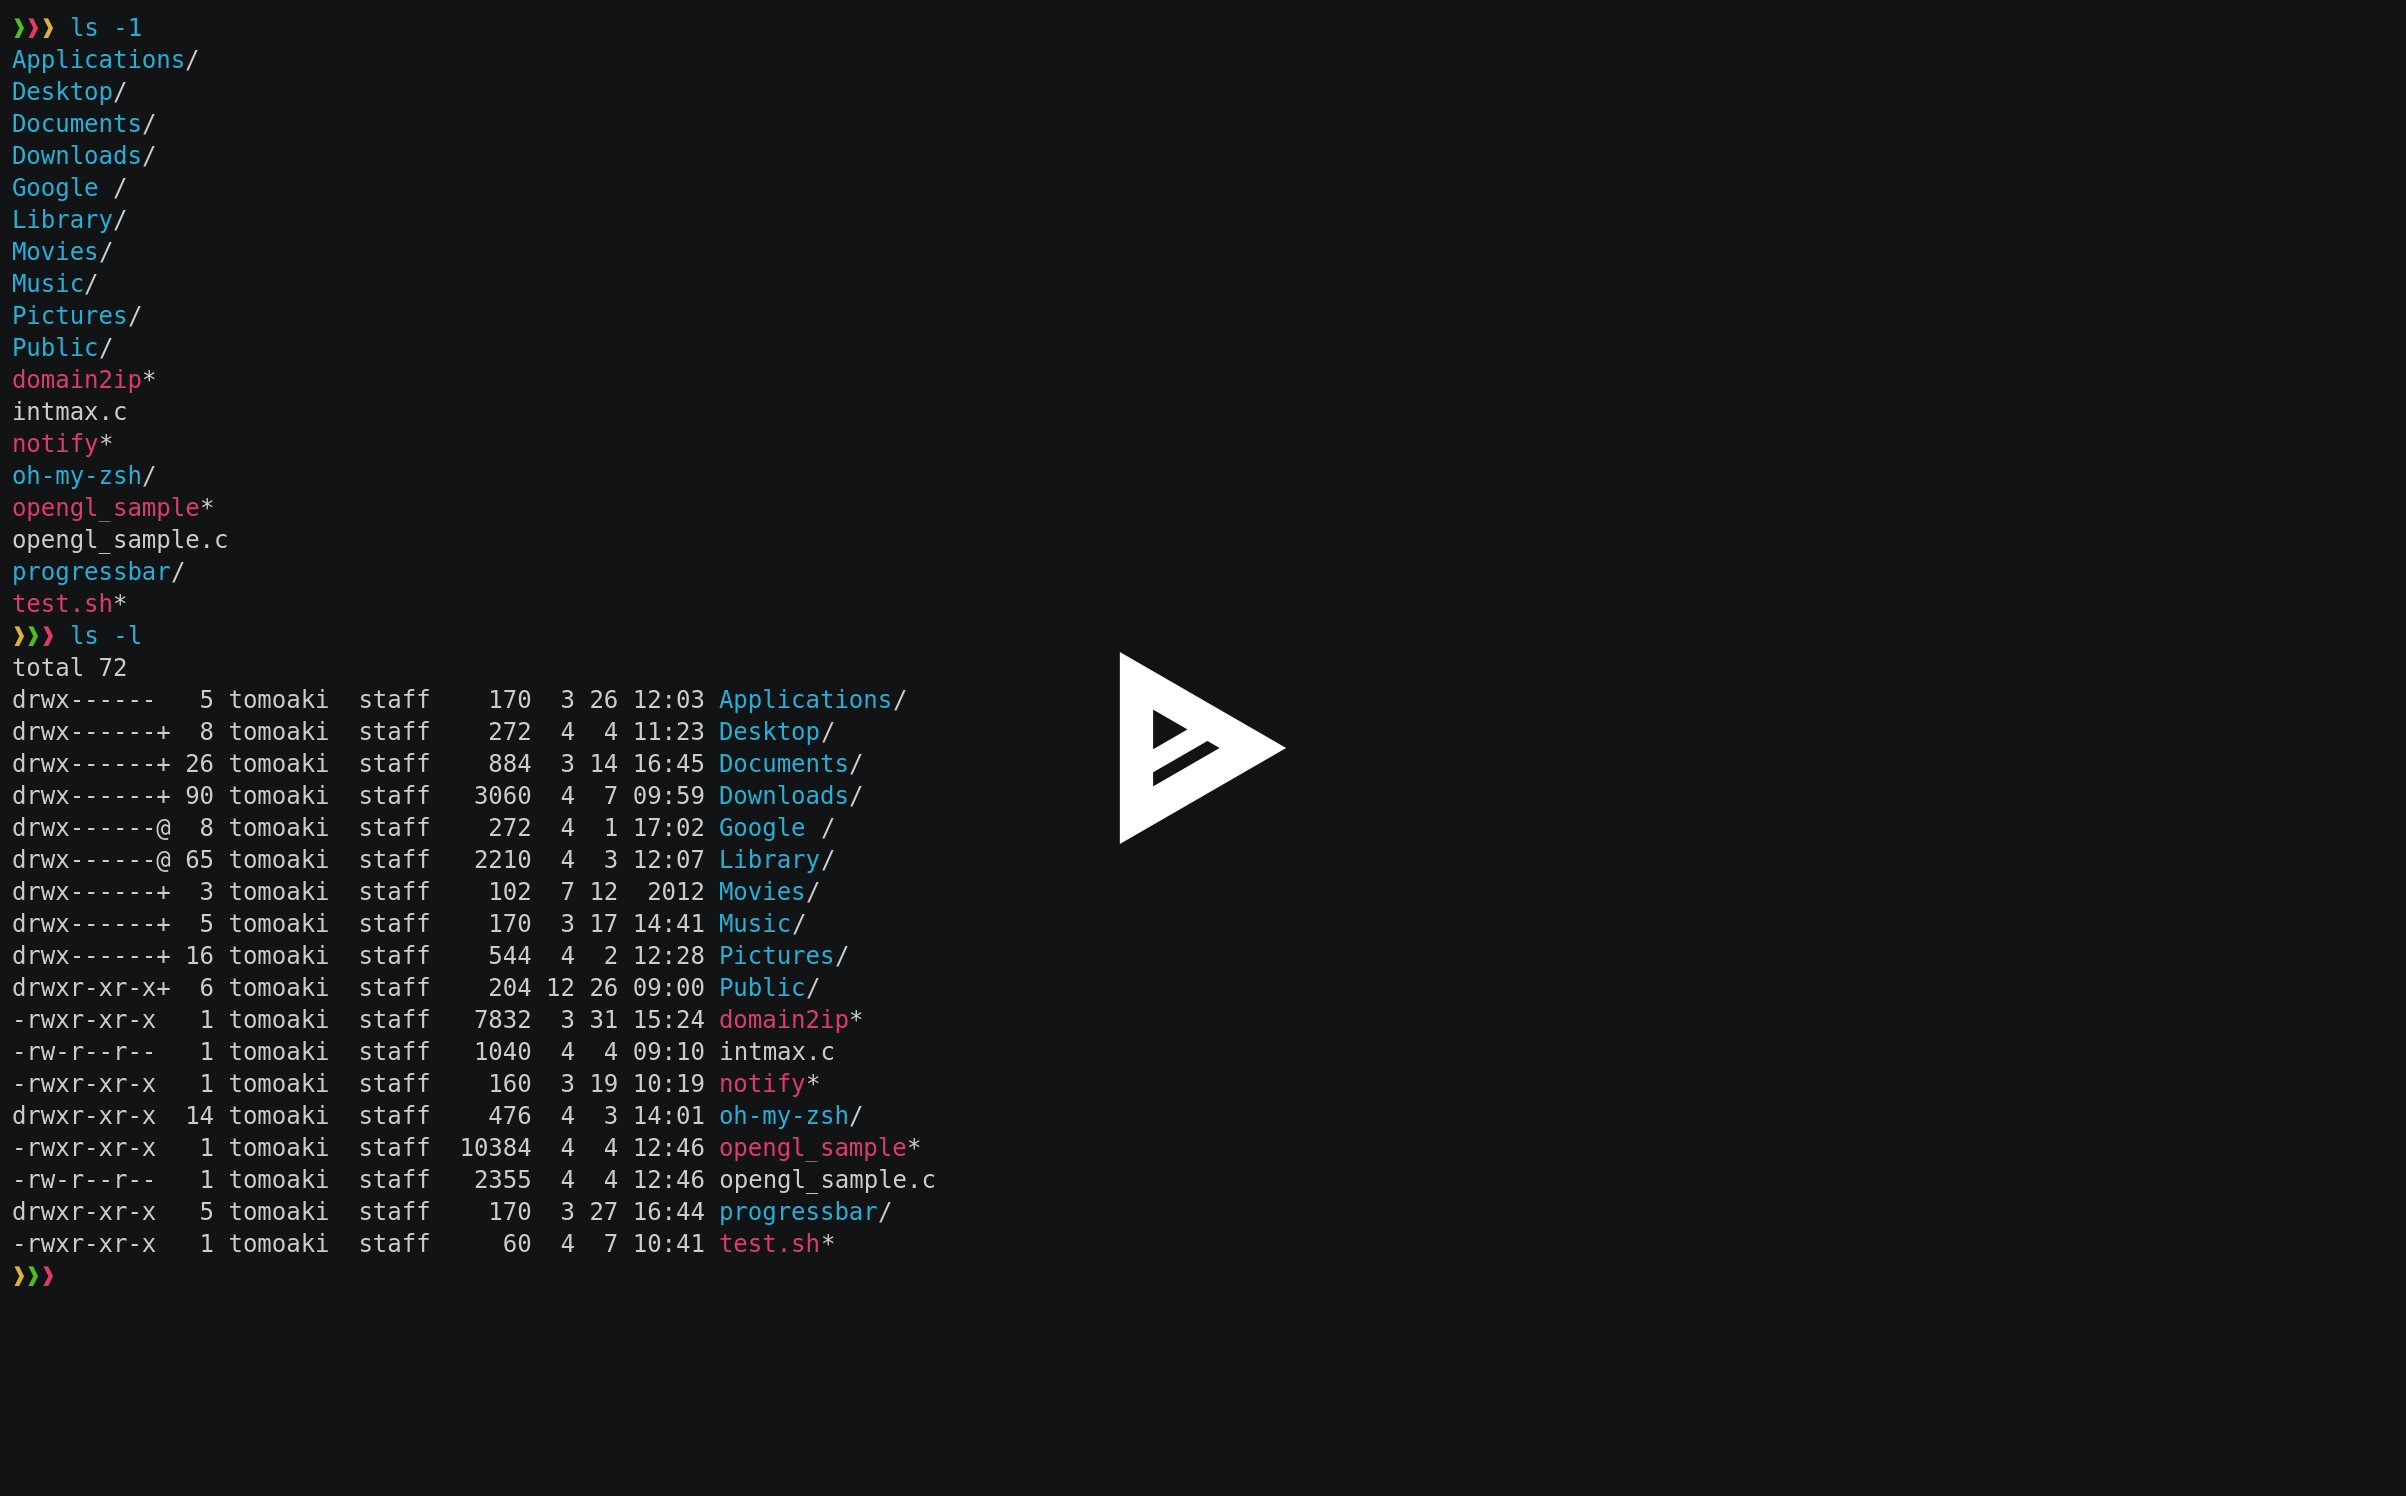 ❱❱❱ ls -1
Applications/
Desktop/
Documents/
Downloads/
Google /
Library/
Movies/
Music/
Pictures/
Public/
domain2ip*
intmax.c
notify*
oh-my-zsh/
opengl_sample*
opengl_sample.c
progressbar/
test.sh*
❱❱❱ ls -l
total 72
drwx------   5 tomoaki  staff    170  3 26 12:03 Applications/
drwx------+  8 tomoaki  staff    272  4  4 11:23 Desktop/
drwx------+ 26 tomoaki  staff    884  3 14 16:45 Documents/
drwx------+ 90 tomoaki  staff   3060  4  7 09:59 Downloads/
drwx------@  8 tomoaki  staff    272  4  1 17:02 Google /
drwx------@ 65 tomoaki  staff   2210  4  3 12:07 Library/
drwx------+  3 tomoaki  staff    102  7 12  2012 Movies/
drwx------+  5 tomoaki  staff    170  3 17 14:41 Music/
drwx------+ 16 tomoaki  staff    544  4  2 12:28 Pictures/
drwxr-xr-x+  6 tomoaki  staff    204 12 26 09:00 Public/
-rwxr-xr-x   1 tomoaki  staff   7832  3 31 15:24 domain2ip*
-rw-r--r--   1 tomoaki  staff   1040  4  4 09:10 intmax.c
-rwxr-xr-x   1 tomoaki  staff    160  3 19 10:19 notify*
drwxr-xr-x  14 tomoaki  staff    476  4  3 14:01 oh-my-zsh/
-rwxr-xr-x   1 tomoaki  staff  10384  4  4 12:46 opengl_sample*
-rw-r--r--   1 tomoaki  staff   2355  4  4 12:46 opengl_sample.c
drwxr-xr-x   5 tomoaki  staff    170  3 27 16:44 progressbar/
-rwxr-xr-x   1 tomoaki  staff     60  4  7 10:41 test.sh*
❱❱❱